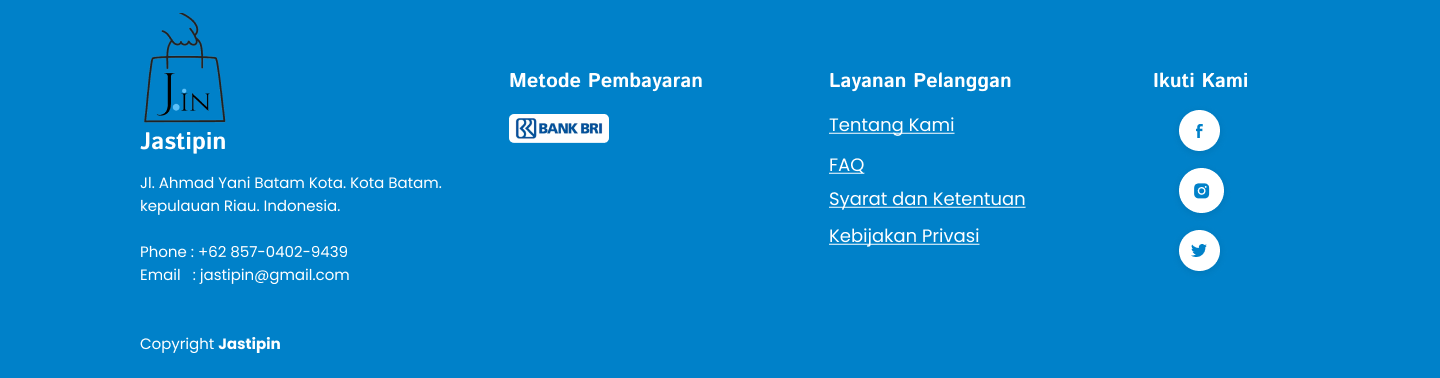 J.IN
Jastipin
Jl. Ahmad Yani Batam Kota. Kota Batam.
kepulauan Riau. Indonesia.
Phone : +62 857-0402-9439
Email : jastipin@gmail.com
Copyright Jastipin
Metode Pembayaran
BANK BRI
Layanan Pelanggan
Tentang Kami
FAQ
Syarat dan Ketentuan
Kebijakan Privasi
Ikuti Kami